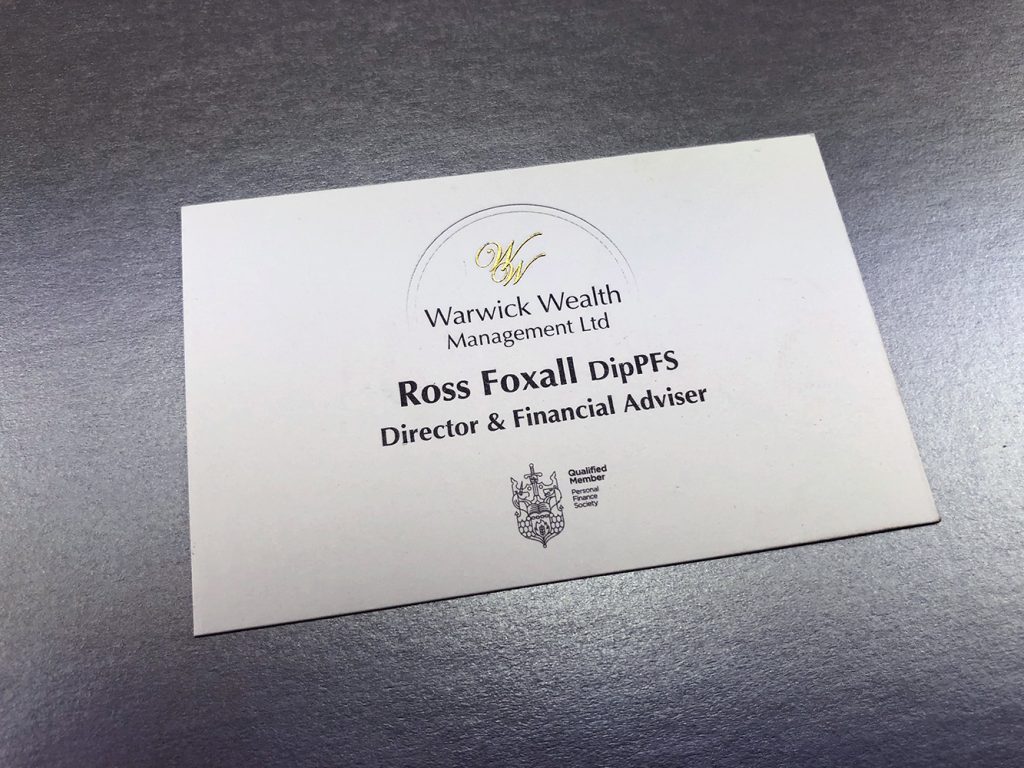 WW
Warwick Wealth
Management Ltd
Ross Foxall DipPFS
Director & Financial Adviser
Qualified
Member
Personal
Finance
Society